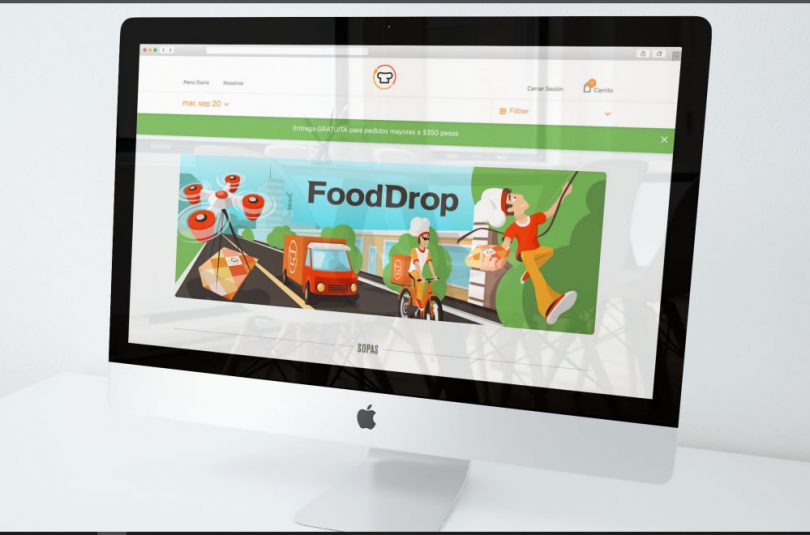 Menú Diario Nosotros
Cerrar Sesión
Carrito
mar, sep 20
Filtrar
Entrega GRATUITA para pedidos mayores a $350 pesos
FoodDrop
SOPAS